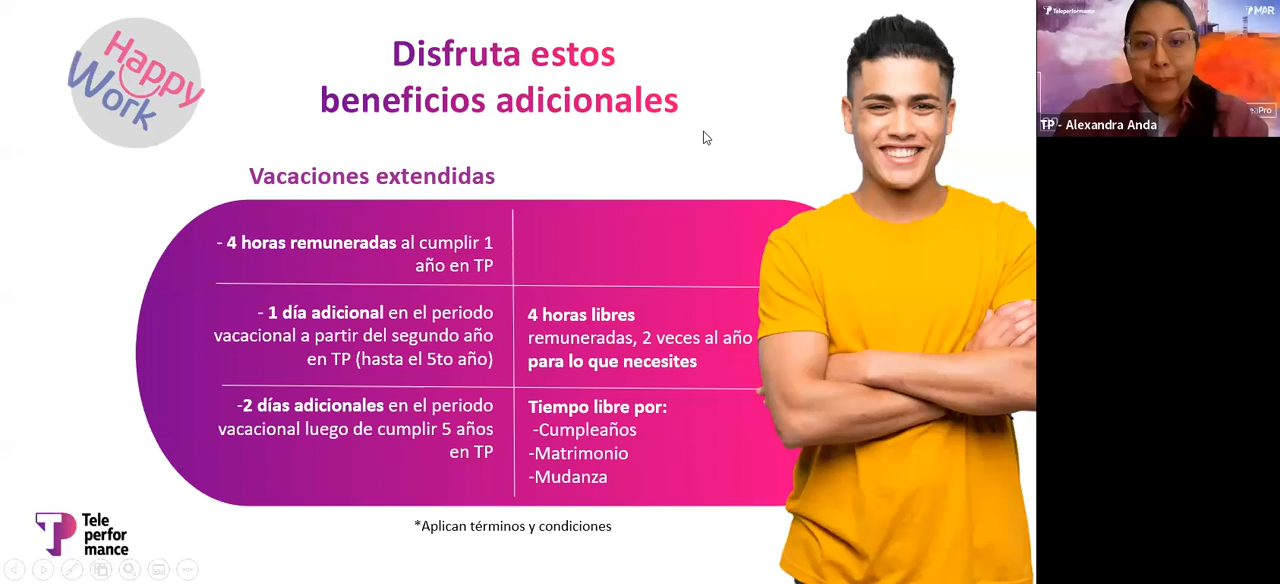 Happy
Work
Disfruta estos
beneficios adicionales
Vacaciones extendidas
- 4 horas remuneradas al cumplir 1
año en TP
- 1 día adicional en el periodo
vacacional a partir del segundo año
en TP (hasta el 5to año)
-2 días adicionales en el periodo
vacacional luego de cumplir 5 años
en TP
4 horas libres
remuneradas, 2 veces al año
para lo que necesites
Tiempo libre por:
-Cumpleaños
-Matrimonio
-Mudanza
*Aplican términos y condiciones
Tele
perfor
mance
Teleperformance
MAR
TP - Alexandra Anda